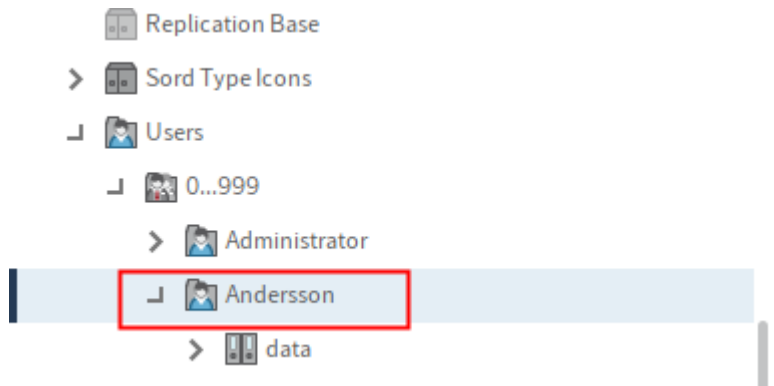 Replication Base
Sord Type Icons
Users
0...999
Administrator
Andersson
data